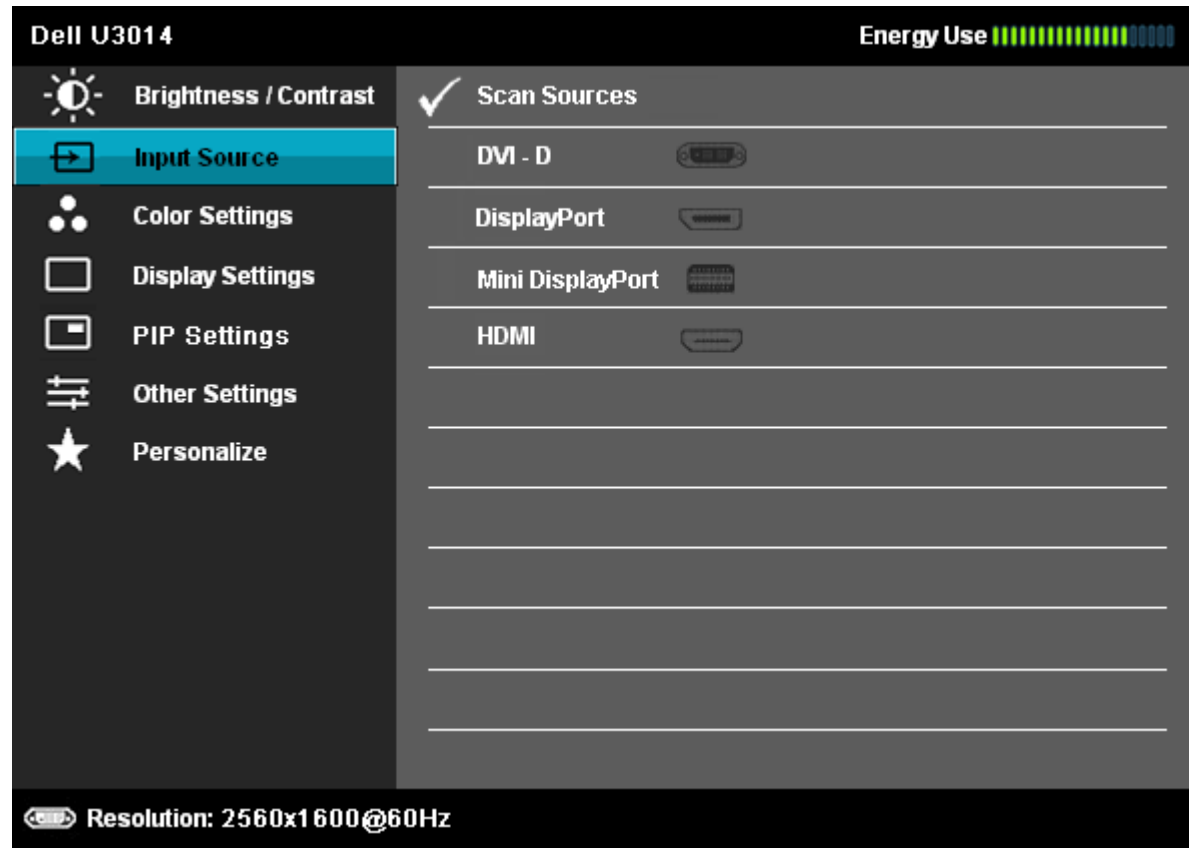 Dell U3014
Energy Use
Brightness / Contrast
Input Source
Color Settings
Display Settings
PIP Settings
Other Settings
Personalize
Scan Sources
DVI - D
DisplayPort
Mini DisplayPort
HDMI
Resolution: 2560x1600@60Hz